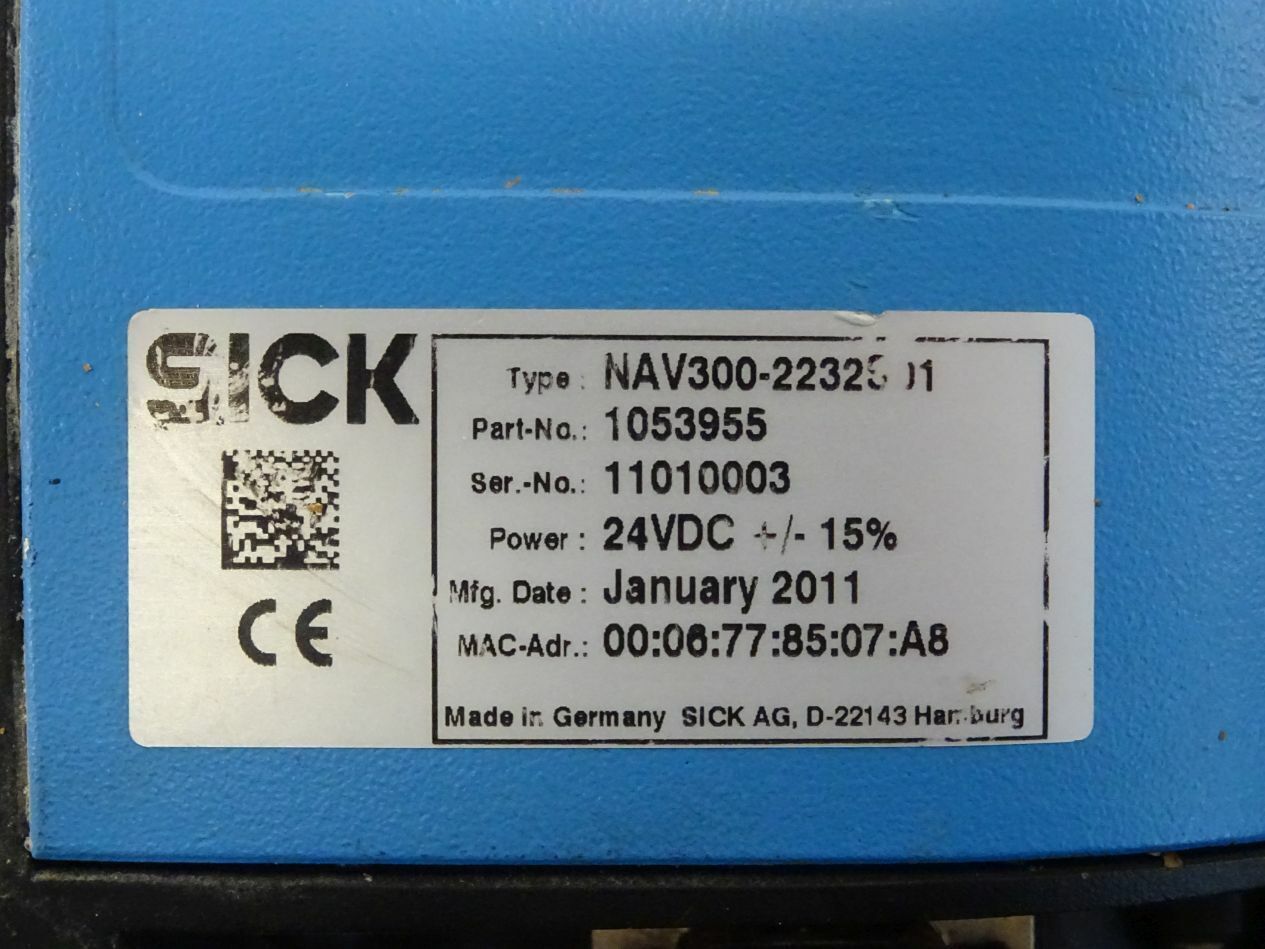 SICK
Type :
Part-No.: 1053955
Ser.-No.: 11010003
Power : 24VDC +/- 15%
Mfg. Date : January 2011
MAC-Adr.: 00:06:77:85:07:A8
CE
Made in Germany SICK AG, D-22143 Hamburg